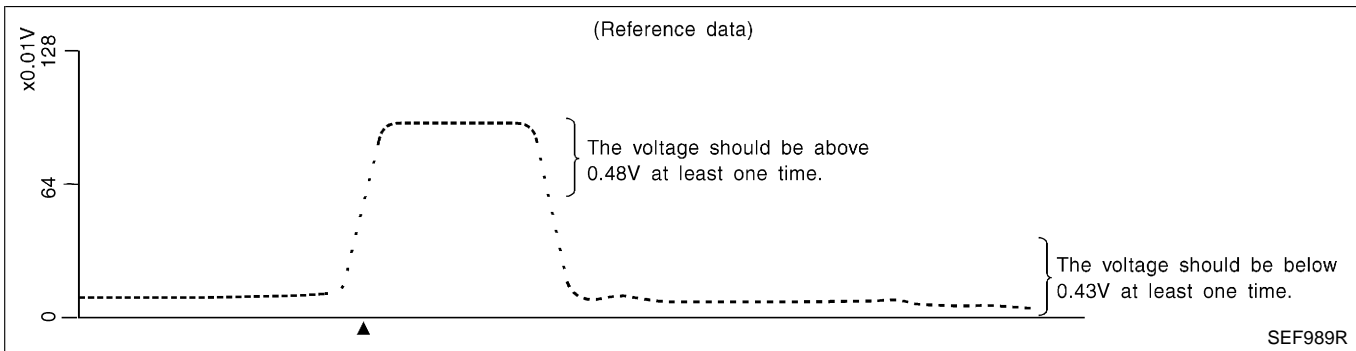 (Reference data)
x0.01V
128
64
0
The voltage should be above
0.48V at least one time.
The voltage should be below
0.43V at least one time.
SEF989R